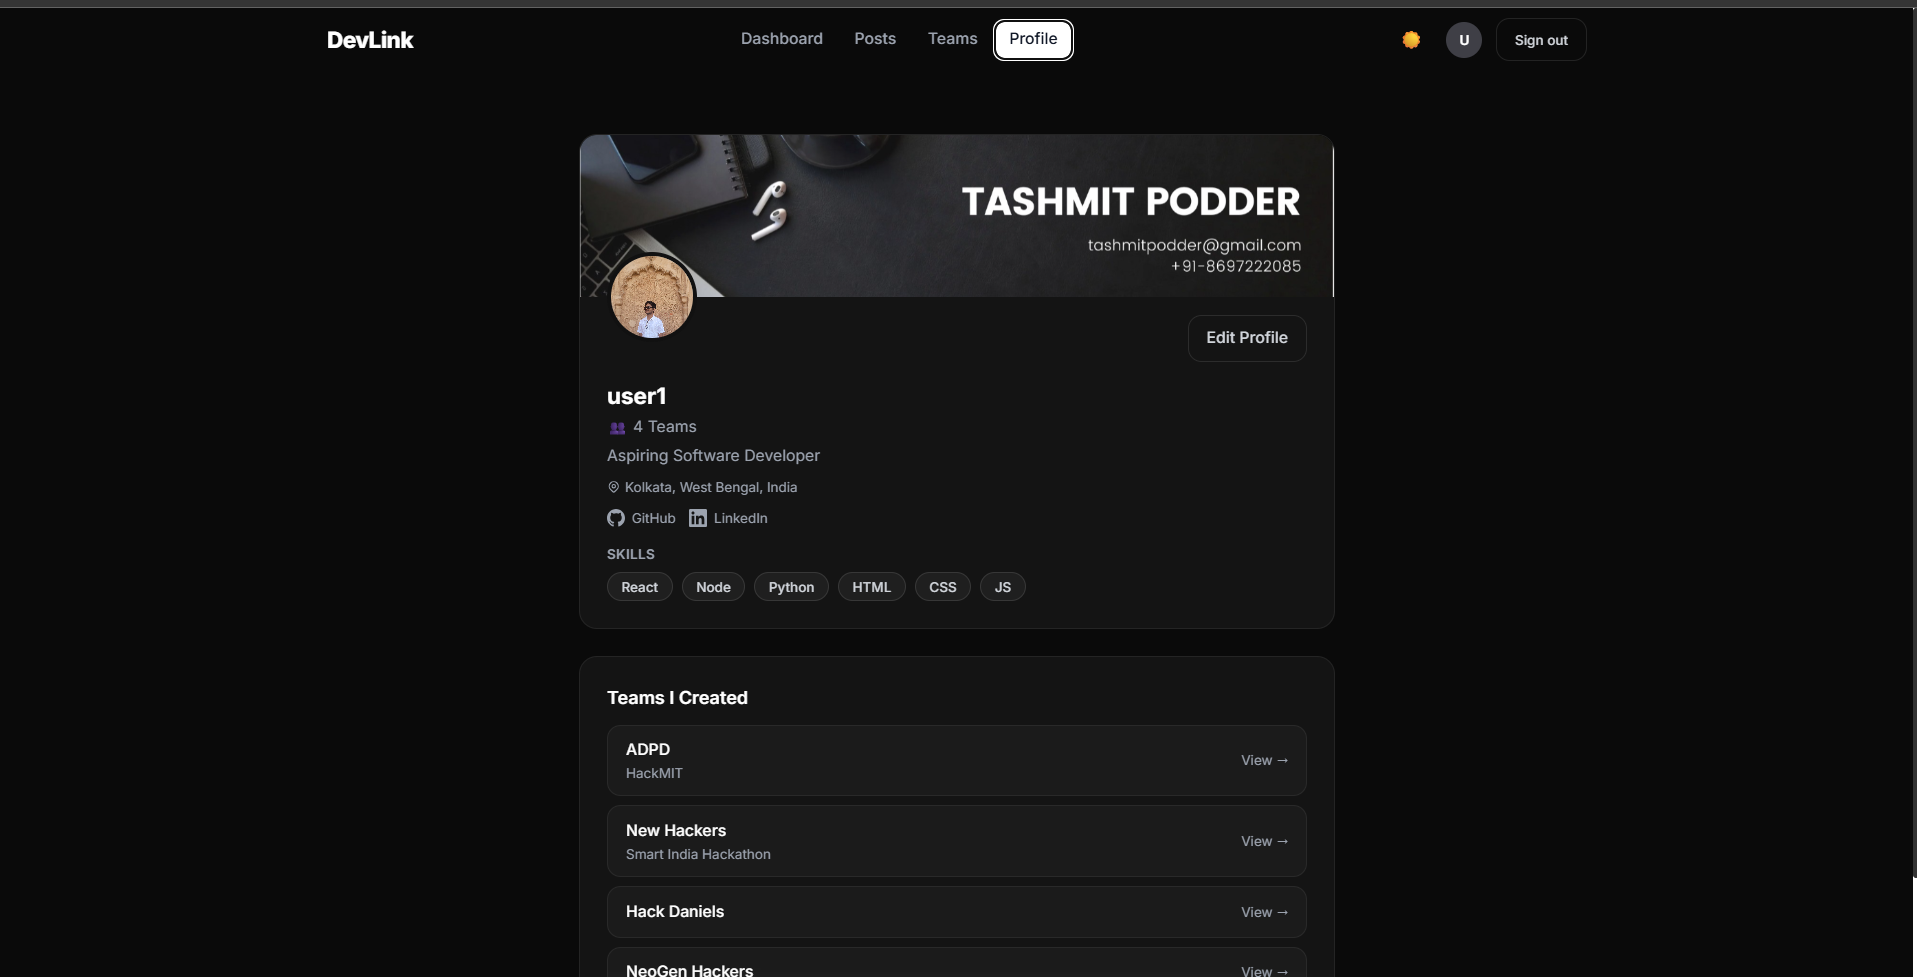 DevLink
Dashboard Posts Teams Profile
U
Sign out
TASHMIT PODDER
tashmitpodder@gmail.com
+91-8697222085
Edit Profile
user1
4 Teams
Aspiring Software Developer
Kolkata, West Bengal, India
GitHub LinkedIn
SKILLS
React Node Python HTML CSS JS
Teams I Created
ADPD
HackMIT
View →
New Hackers
Smart India Hackathon
View →
Hack Daniels
View →
NeoGen Hackers
View →